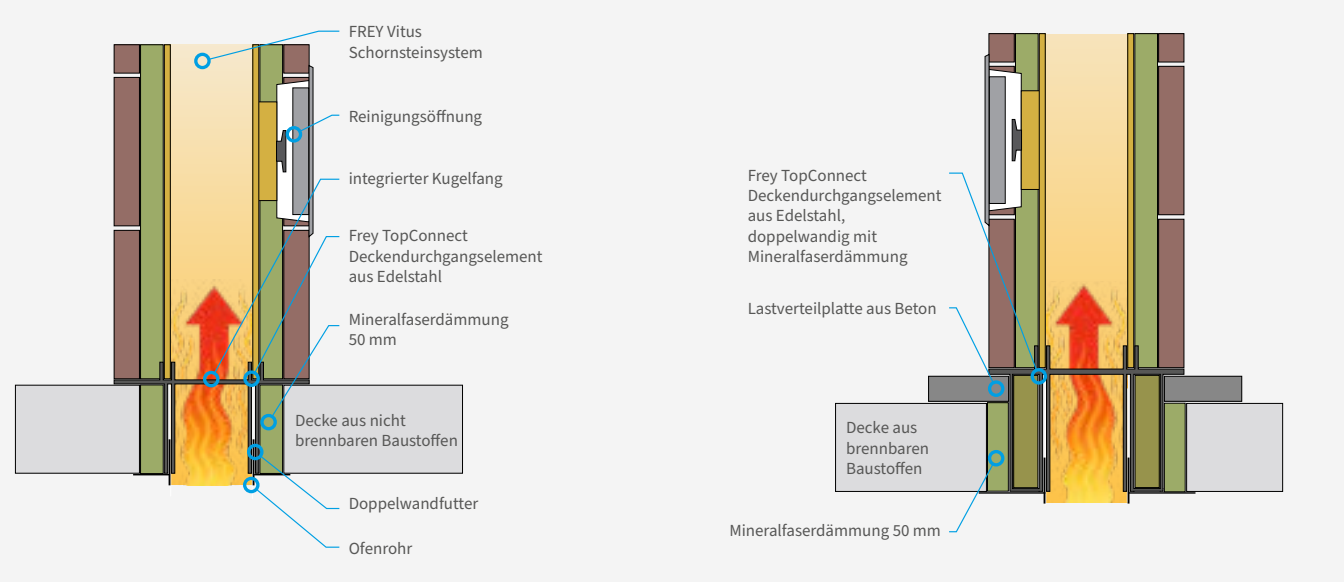 FREY Vitus
Schornsteinsystem
Reinigungsöffnung
integrierter Kugelfang
Frey TopConnect
Deckendurchgangselement
aus Edelstahl
Mineralfaserdämmung
50 mm
Decke aus nicht
brennbaren Baustoffen
Doppelwandfutter
Ofenrohr
Frey TopConnect
Deckendurchgangselement
aus Edelstahl,
doppelwandig mit
Mineralfaserdämmung
Lastverteilplatte aus Beton
Decke aus
brennbaren
Baustoffen
Mineralfaserdämmung 50 mm